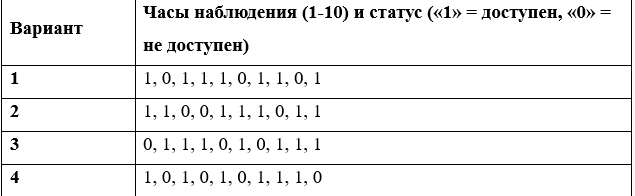 Вариант
Часы наблюдения (1-10) и статус («1» = доступен, «0» =
не доступен)
1
1, 0, 1, 1, 1, 0, 1, 1, 0, 1
2
1, 1, 0, 0, 1, 1, 1, 0, 1, 1
3
0, 1, 1, 1, 0, 1, 0, 1, 1, 1
4
1, 0, 1, 0, 1, 0, 1, 1, 1, 0